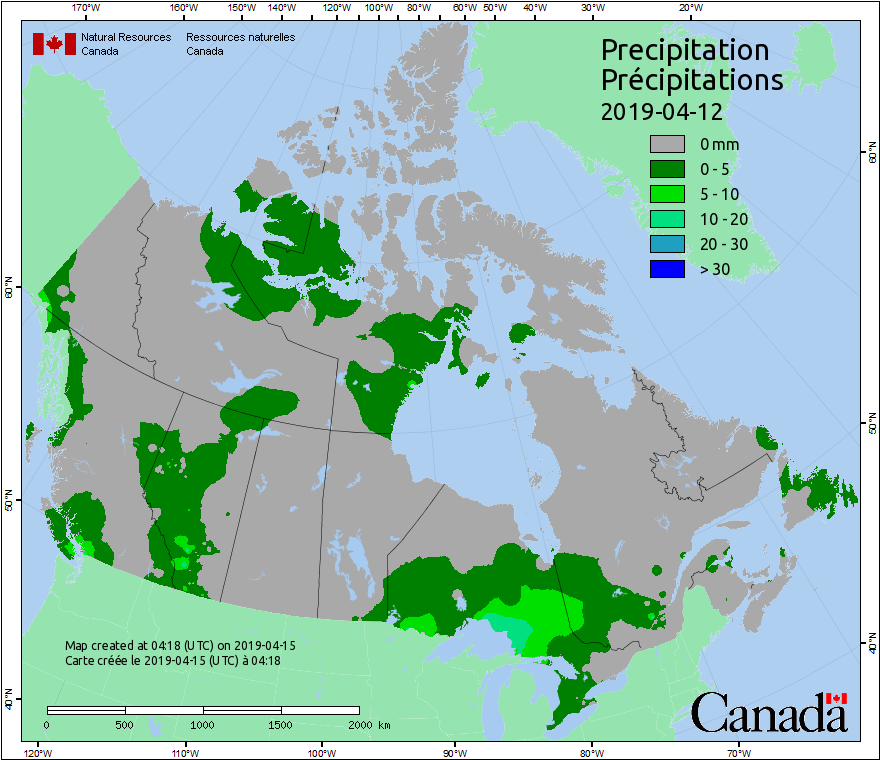 170°W 160°W 150°W 140°W 130°W 120°W 110°W 100°W 90°W 80°W 60°W 50°W 40°W 30°W 20°W
Natural Resources Ressources naturelles
Canada Canada
Precipitation
Précipitations
2019-04-12
0 mm
0 - 5
5 - 10
10 - 20
20 - 30
> 30
60°N 60°N
50°N 50°N
40°N 40°N
Map created at 04:18 (UTC) on 2019-04-15
Carte créée le 2019-04-15 (UTC) à 04:18
0 500 1000 1500 2000 km
Canada
120°W 110°W 100°W 90°W 80°W 70°W